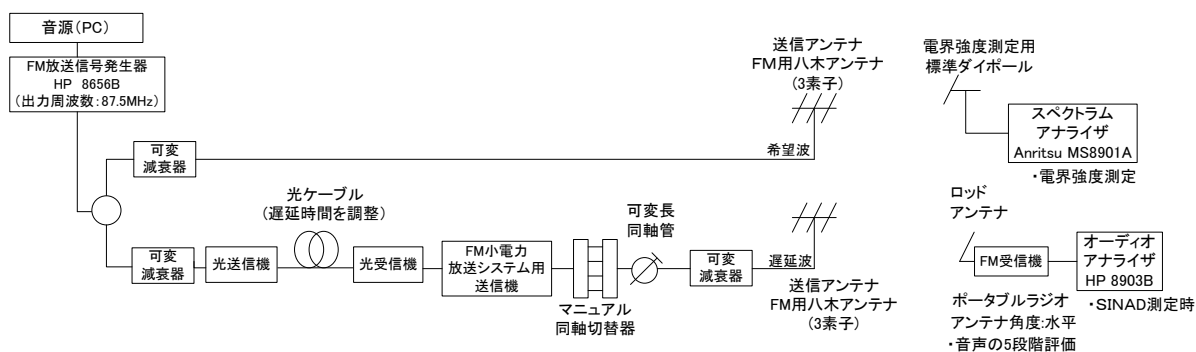 音源(PC)
FM放送信号発生器
HP 8656B
(出力周波数:87.5MHz)
送信アンテナ
FM用八木アンテナ
(3素子)
電界強度測定用
標準ダイポール
スペクトラム
アナライザ
Anritsu MS8901A
・電界強度測定
可変
減衰器
希望波
光ケーブル
(遅延時間を調整)
可変長
同軸管
ロッド
アンテナ
可変
減衰器
光送信機
光受信機
FM小電力
放送システム用
送信機
マニュアル
同軸切替器
可変
減衰器
遅延波
送信アンテナ
FM用八木アンテナ
(3素子)
FM受信機
オーディオ
アナライザ
HP 8903B
・SINAD測定時
ポータブルラジオ
アンテナ角度:水平
・音声の5段階評価